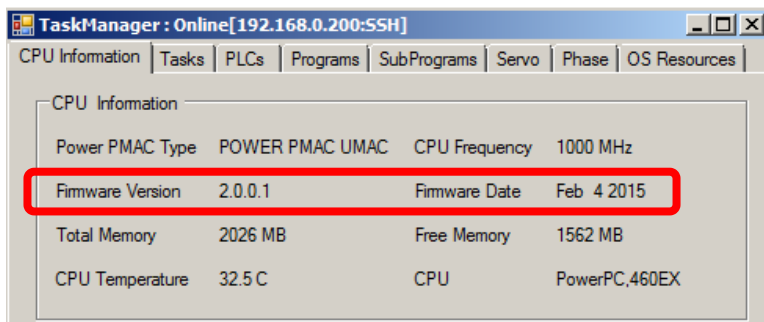 TaskManager : Online[192.168.0.200:SSH]
CPU Information Tasks PLCs Programs SubPrograms Servo Phase OS Resources
CPU Information
Power PMAC Type POWER PMAC UMAC CPU Frequency 1000 MHz
Firmware Version 2.0.0.1 Firmware Date Feb 4 2015
Total Memory 2026 MB Free Memory 1562 MB
CPU Temperature 32.5 C CPU PowerPC,460EX